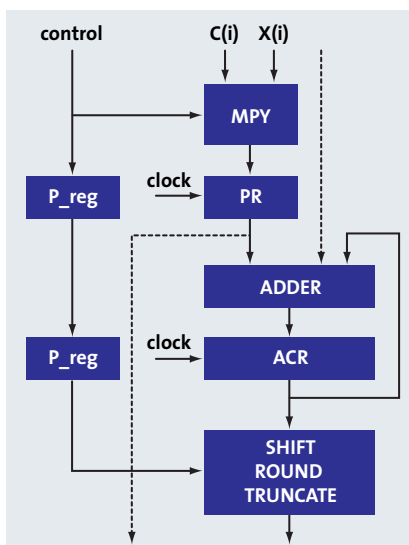 control
C(i) X(i)
MPY
clock
P_reg
PR
ADDER
clock
P_reg
ACR
SHIFT
ROUND
TRUNCATE